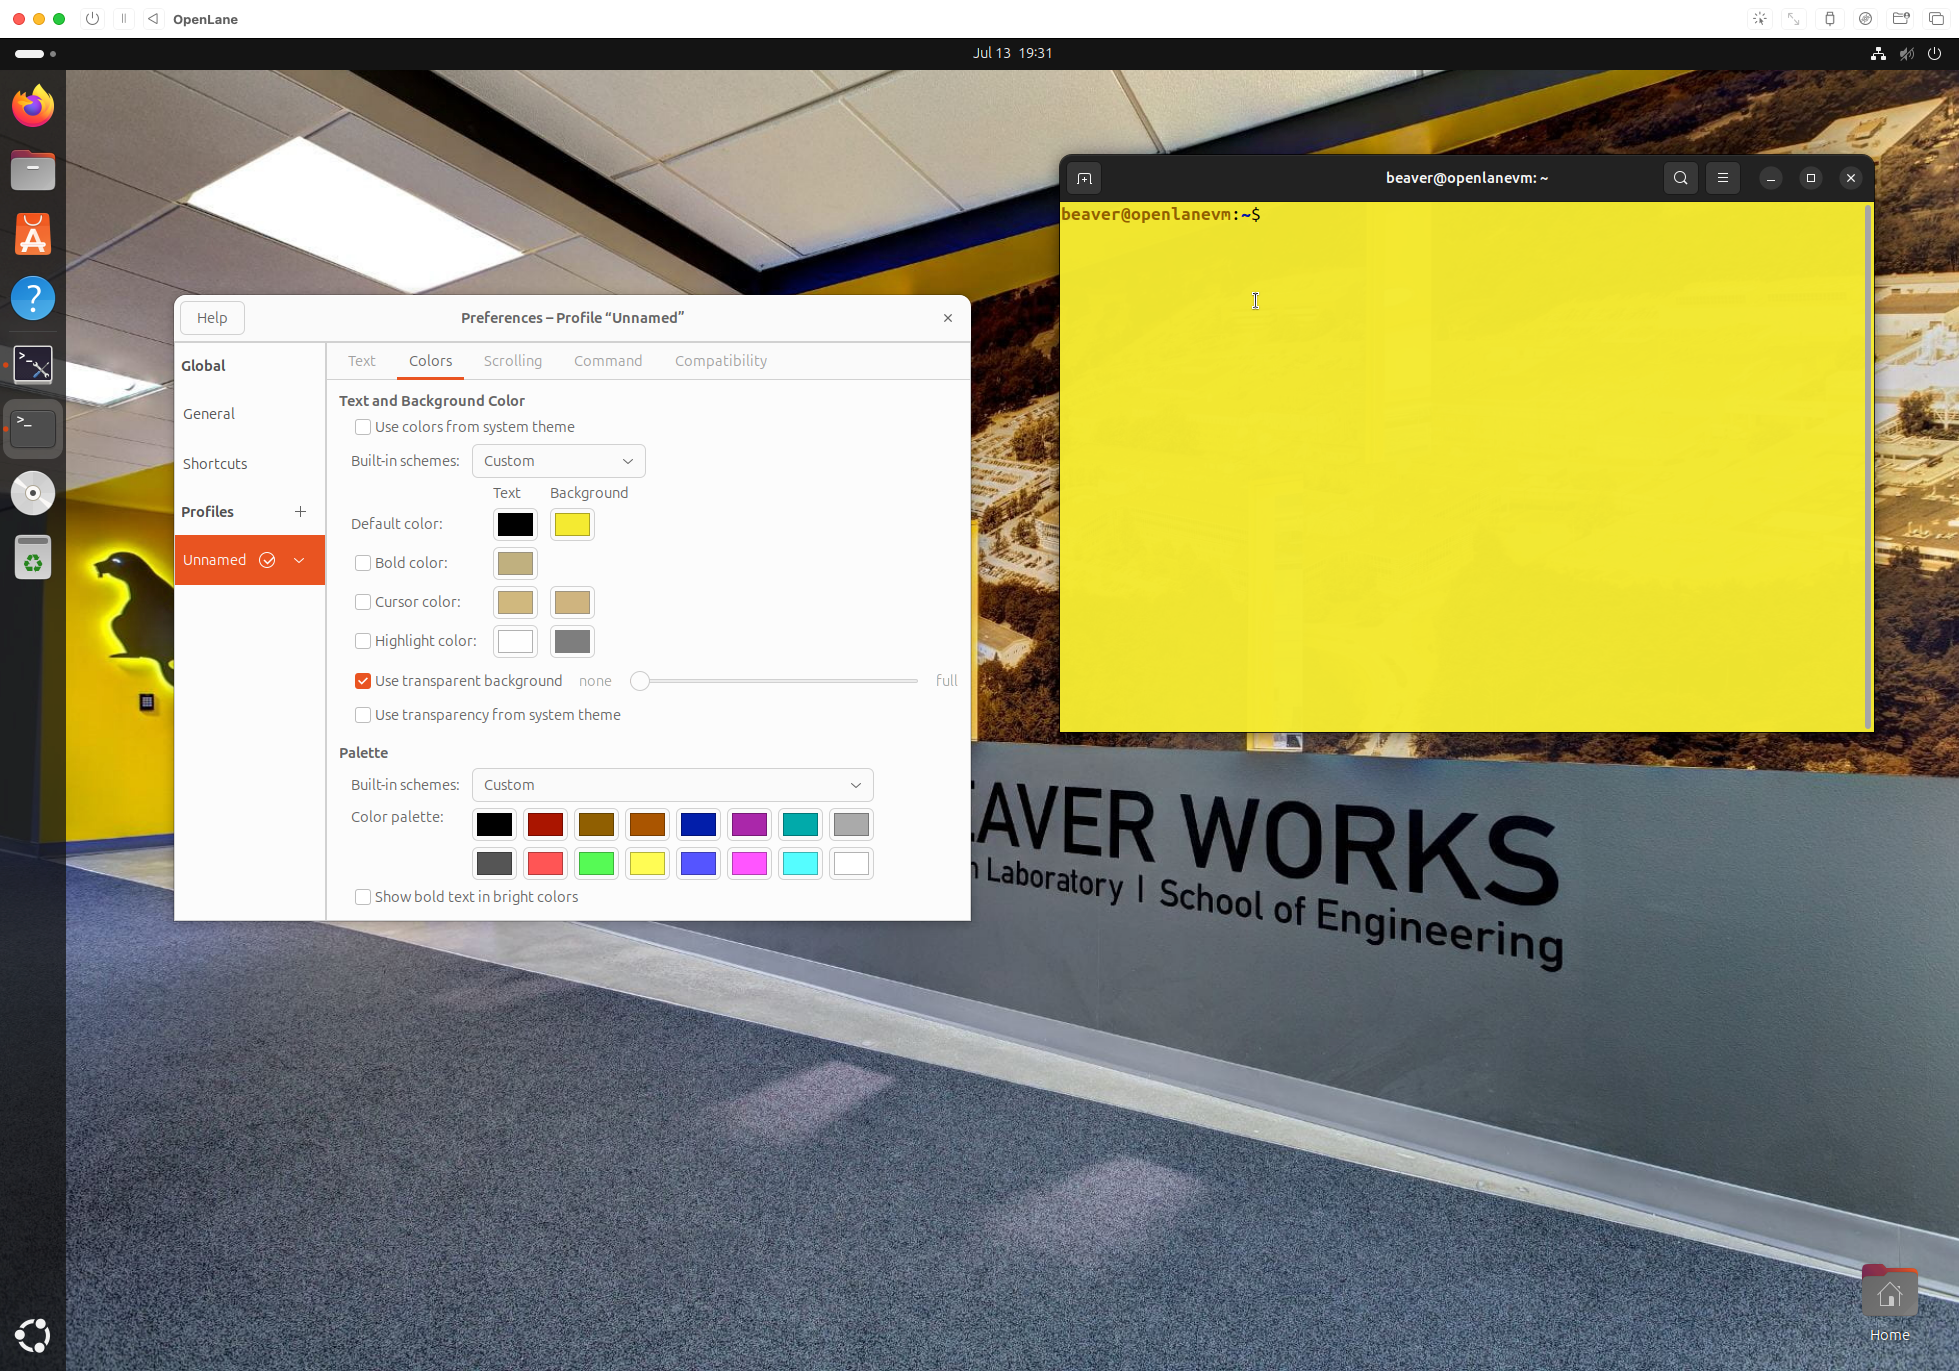 OpenLane
Jul 13 19:31
beaver@openlanevm: ~
beaver@openlanevm:~$
Help
Preferences – Profile “Unnamed”
Global
General
Shortcuts
Profiles
Unnamed
Text
Colors
Scrolling
Command
Compatibility
Text and Background Color
Use colors from system theme
Built-in schemes: Custom
Text Background
Default color:
Bold color:
Cursor color:
Highlight color:
Use transparent background none full
Use transparency from system theme
Palette
Built-in schemes: Custom
Color palette:
Show bold text in bright colors
EAVER WORKS
n Laboratory | School of Engineering
Home